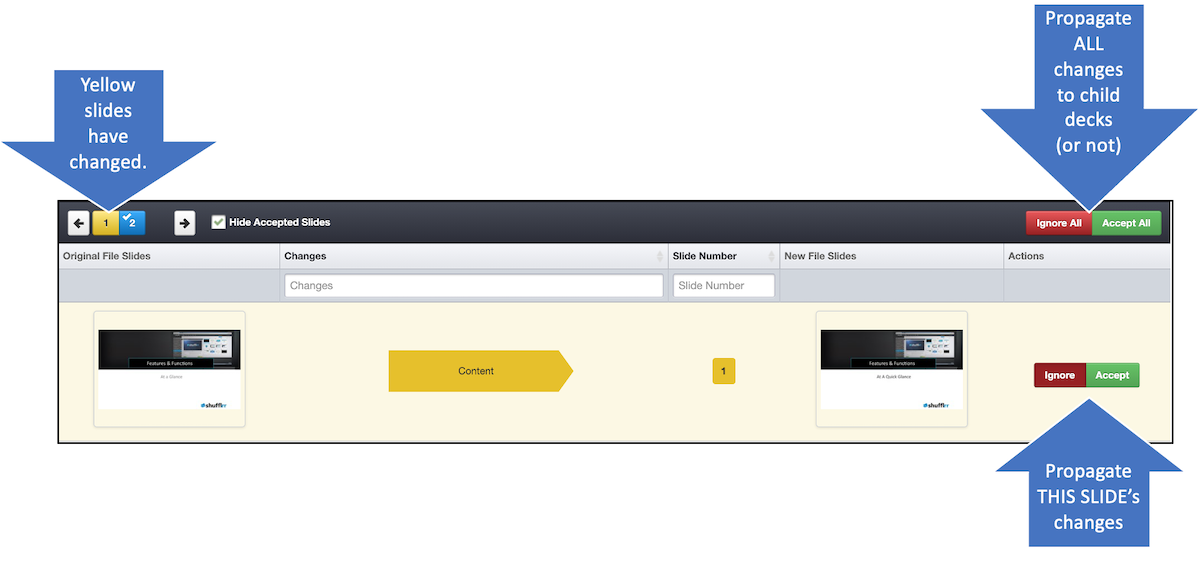 Propagate
ALL
changes
to child
decks
(or not)
Yellow
slides
have
changed.
1
2
Hide Accepted Slides
Ignore All
Accept All
Original File Slides
Changes
Slide Number
New File Slides
Actions
Changes
Slide Number
Features & Functions
At a Glance
shufflrr
Content
1
Features & Functions
At A Quick Glance
shufflrr
Ignore
Accept
Propagate
THIS SLIDE's
changes